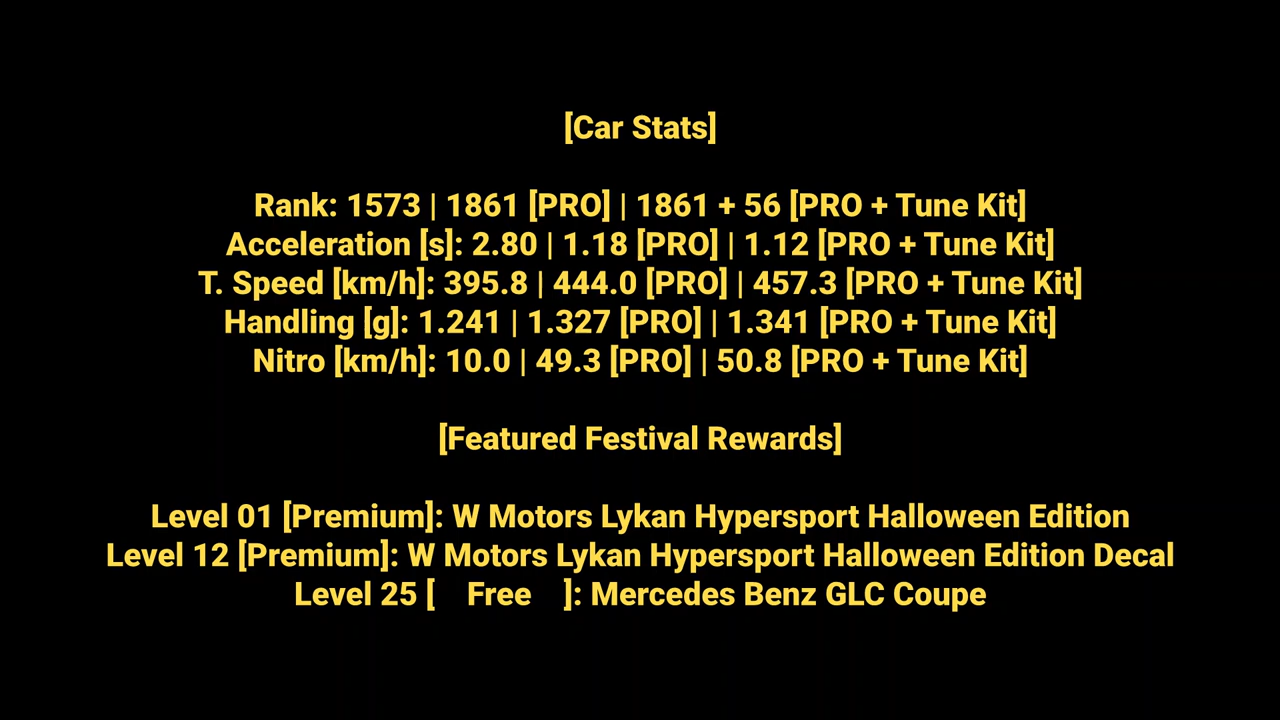 [Car Stats]
Rank: 1573 | 1861 [PRO] | 1861 + 56 [PRO + Tune Kit]
Acceleration [s]: 2.80 | 1.18 [PRO] | 1.12 [PRO + Tune Kit]
T. Speed [km/h]: 395.8 | 444.0 [PRO] | 457.3 [PRO + Tune Kit]
Handling [g]: 1.241 | 1.327 [PRO] | 1.341 [PRO + Tune Kit]
Nitro [km/h]: 10.0 | 49.3 [PRO] | 50.8 [PRO + Tune Kit]
[Featured Festival Rewards]
Level 01 [Premium]: W Motors Lykan Hypersport Halloween Edition
Level 12 [Premium]: W Motors Lykan Hypersport Halloween Edition Decal
Level 25 [    Free    ]: Mercedes Benz GLC Coupe